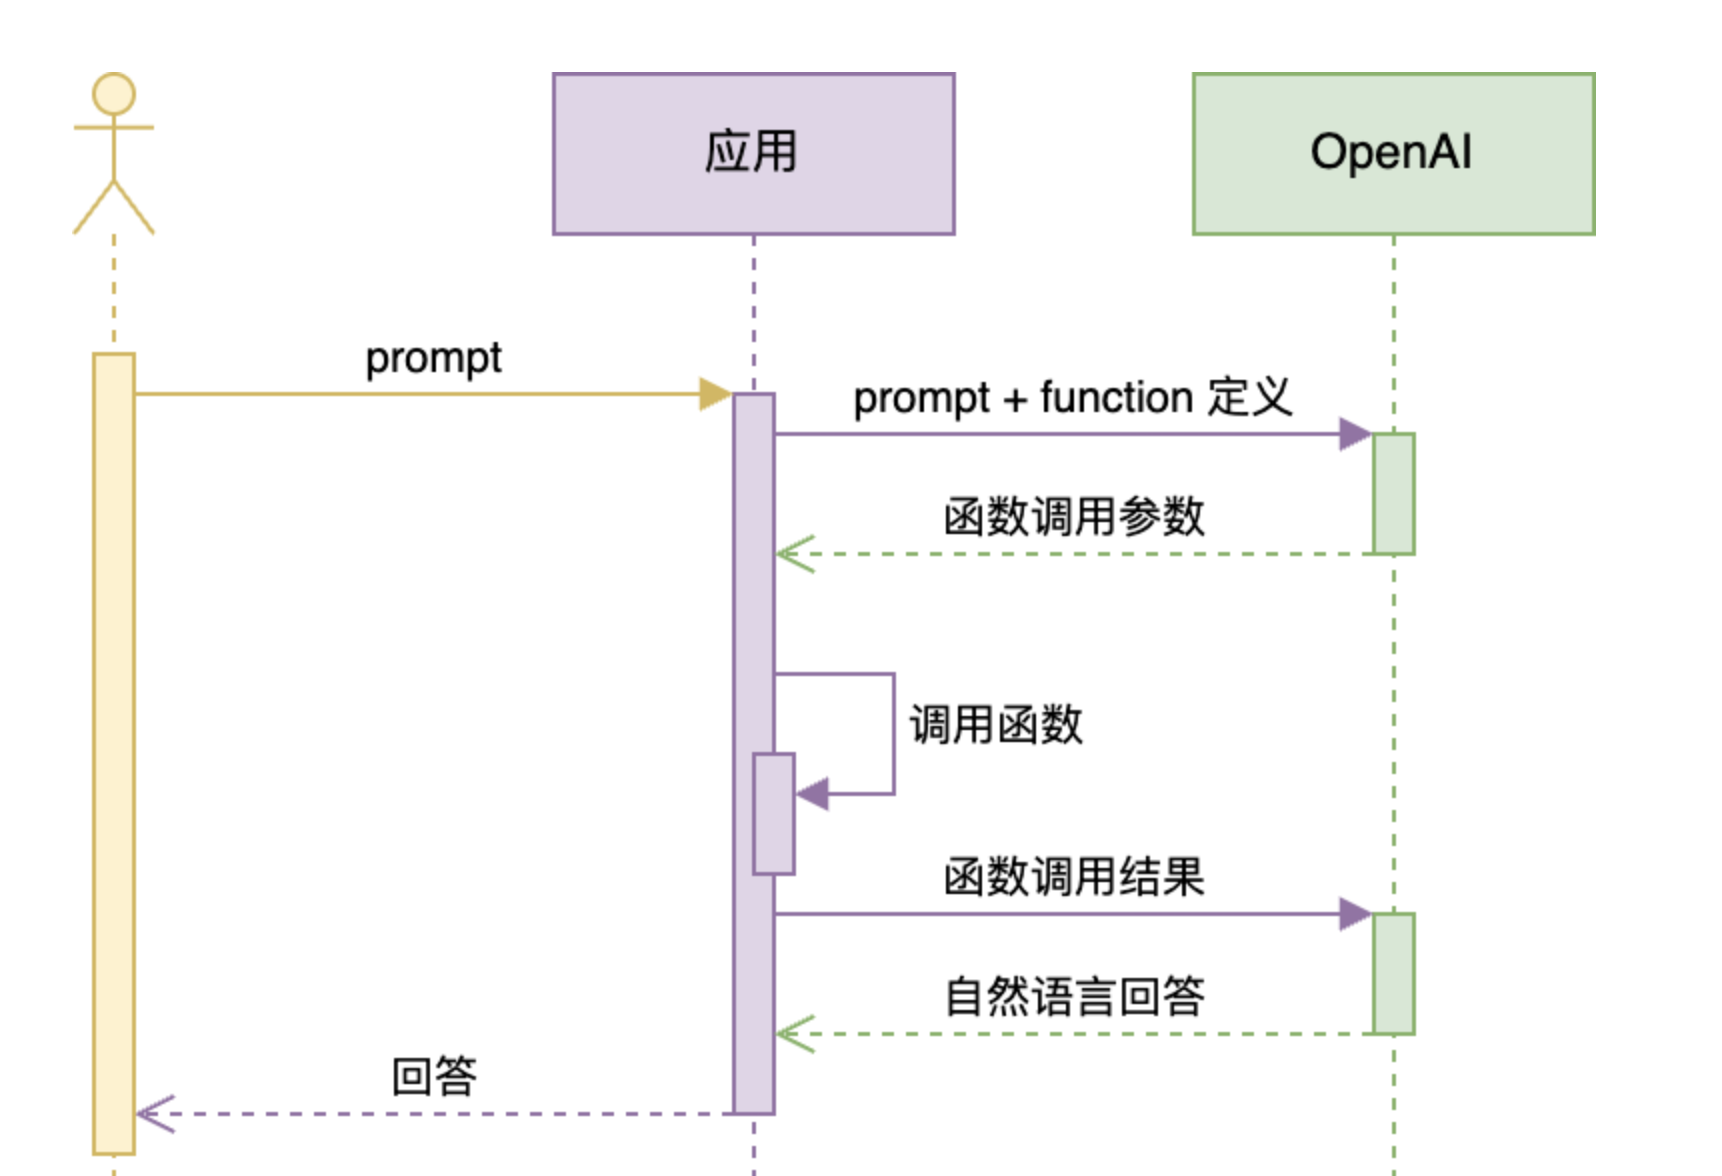 应用
OpenAI
prompt
prompt + function 定义
函数调用参数
调用函数
函数调用结果
自然语言回答
回答